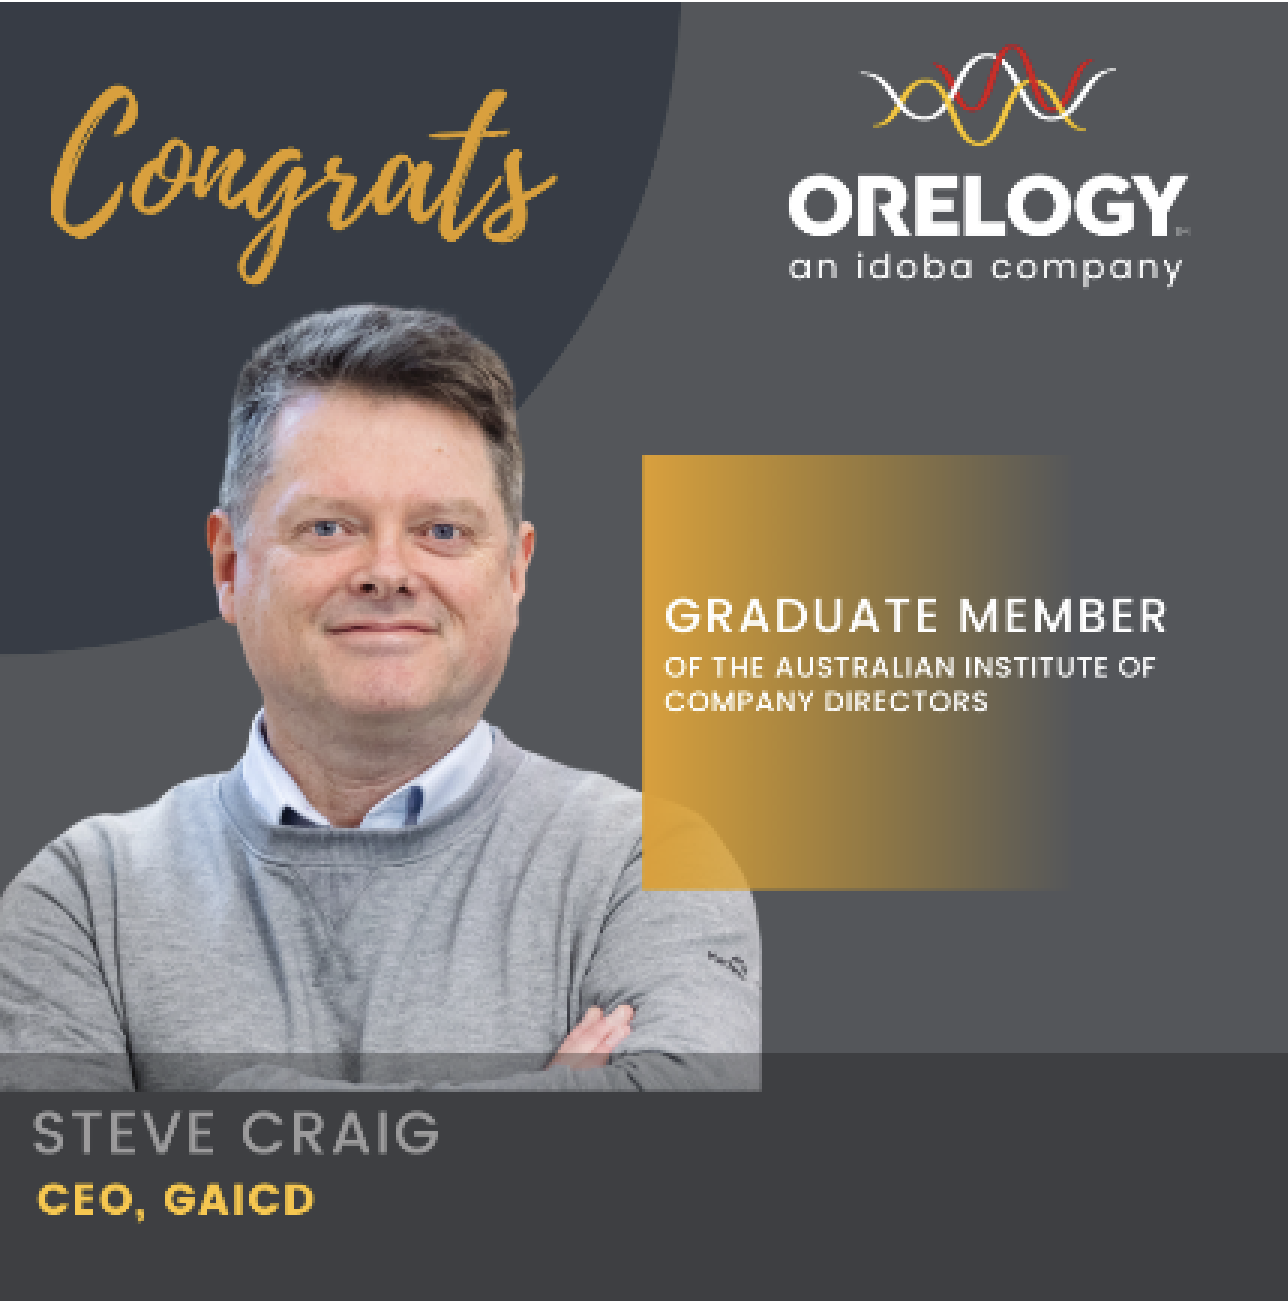 Congrats
ORELOGY
an idoba company
GRADUATE MEMBER
OF THE AUSTRALIAN INSTITUTE OF
COMPANY DIRECTORS
STEVE CRAIG
CEO, GAICD